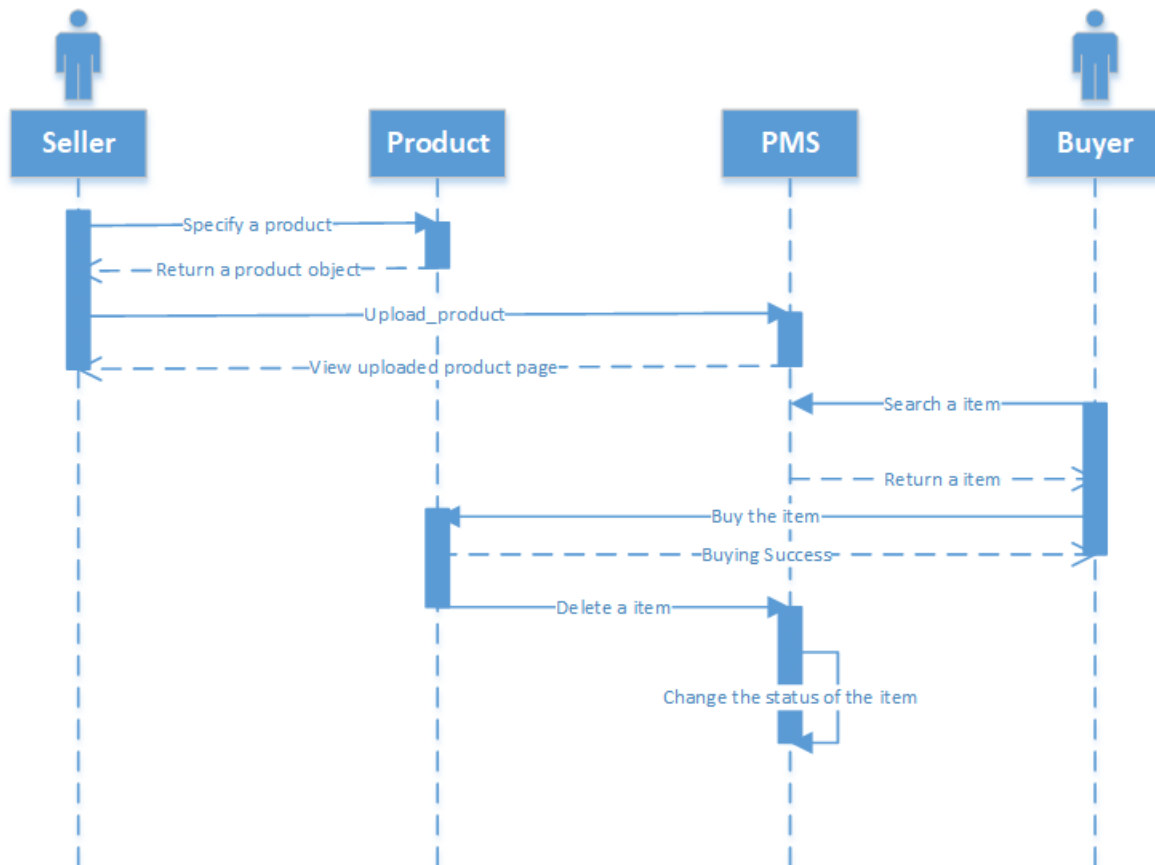 Seller
Product
PMS
Buyer
Specify a product
Return a product object
Upload_product
View uploaded product page
Search a item
Return a item
Buy the item
Buying Success
Delete a item
Change the status of the item